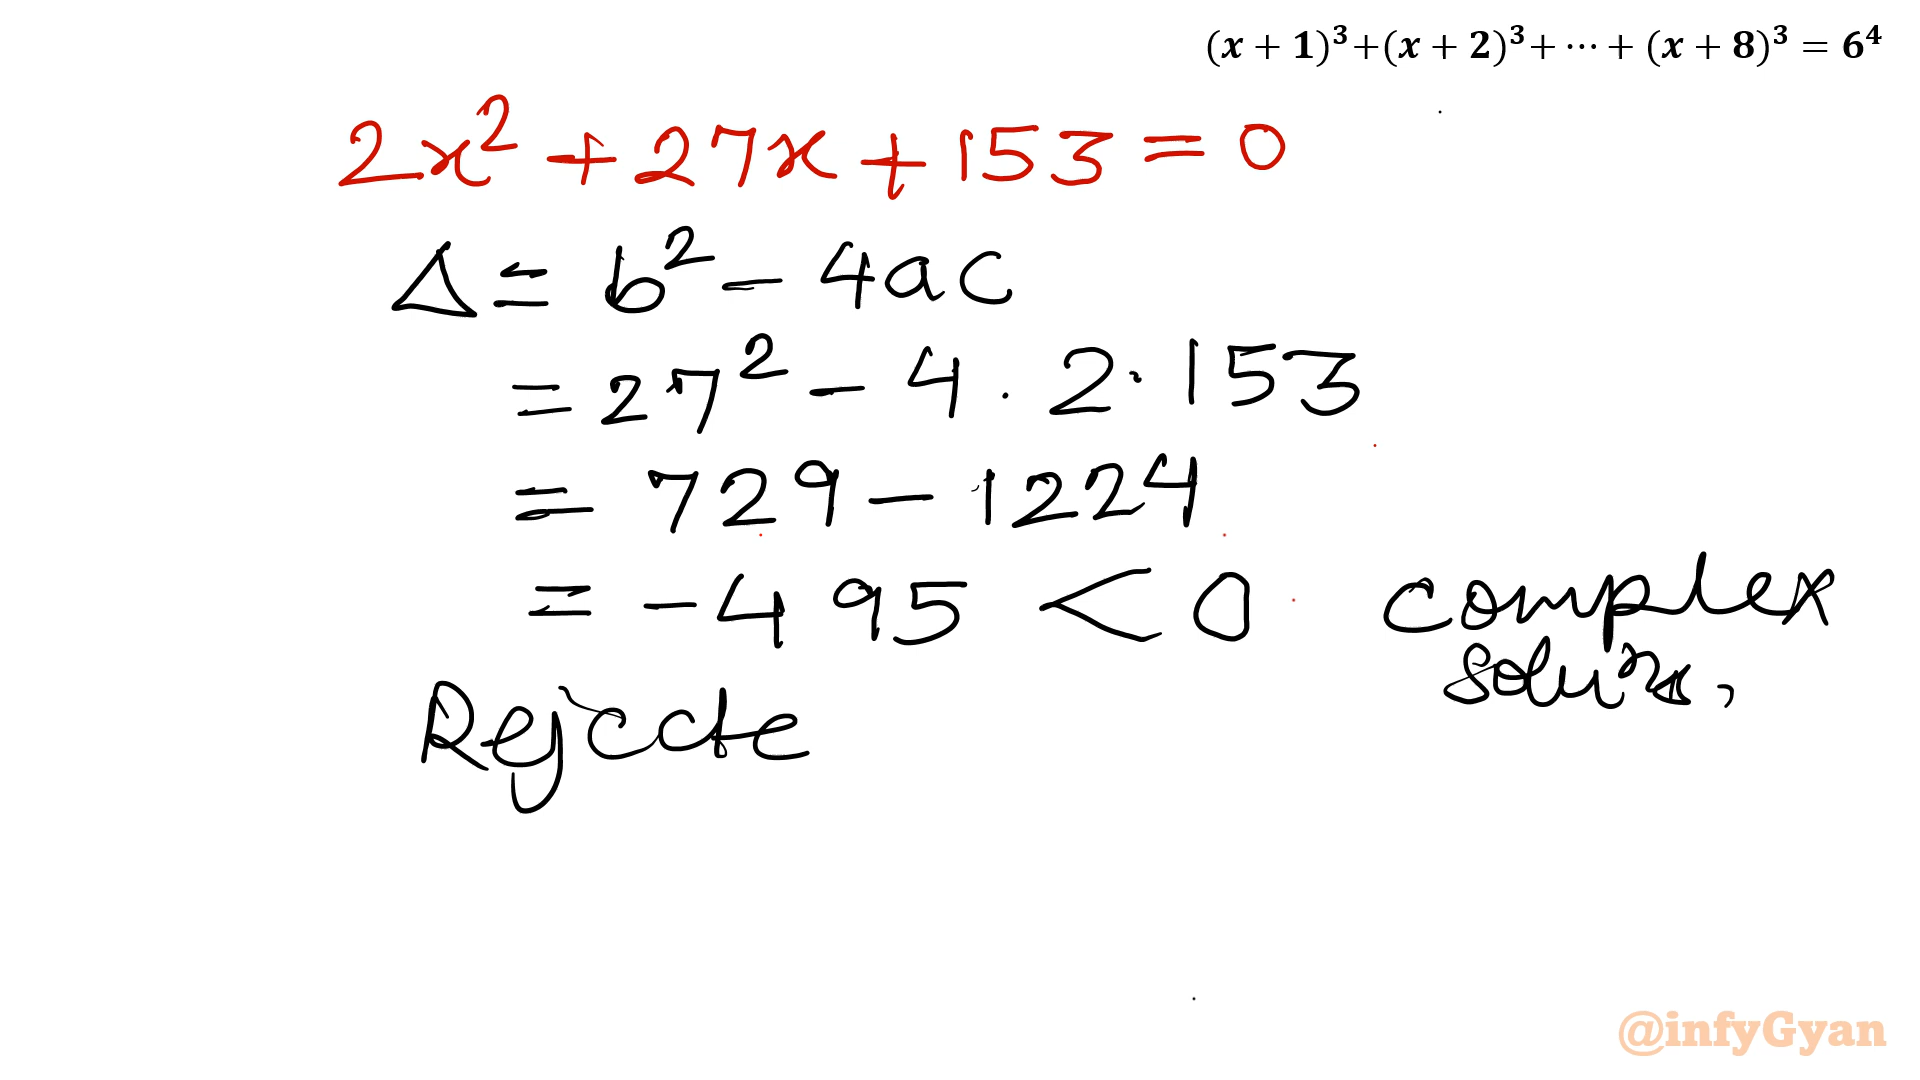 (x + 1)³+(x + 2)³+ ⋯ + (x + 8)³ = 6⁴
2x² + 27x + 153 = 0
Δ = b² - 4ac
= 27² - 4 · 2 · 153
= 729 - 1224
= -495 < 0 complex
Rejecte
@infyGyan